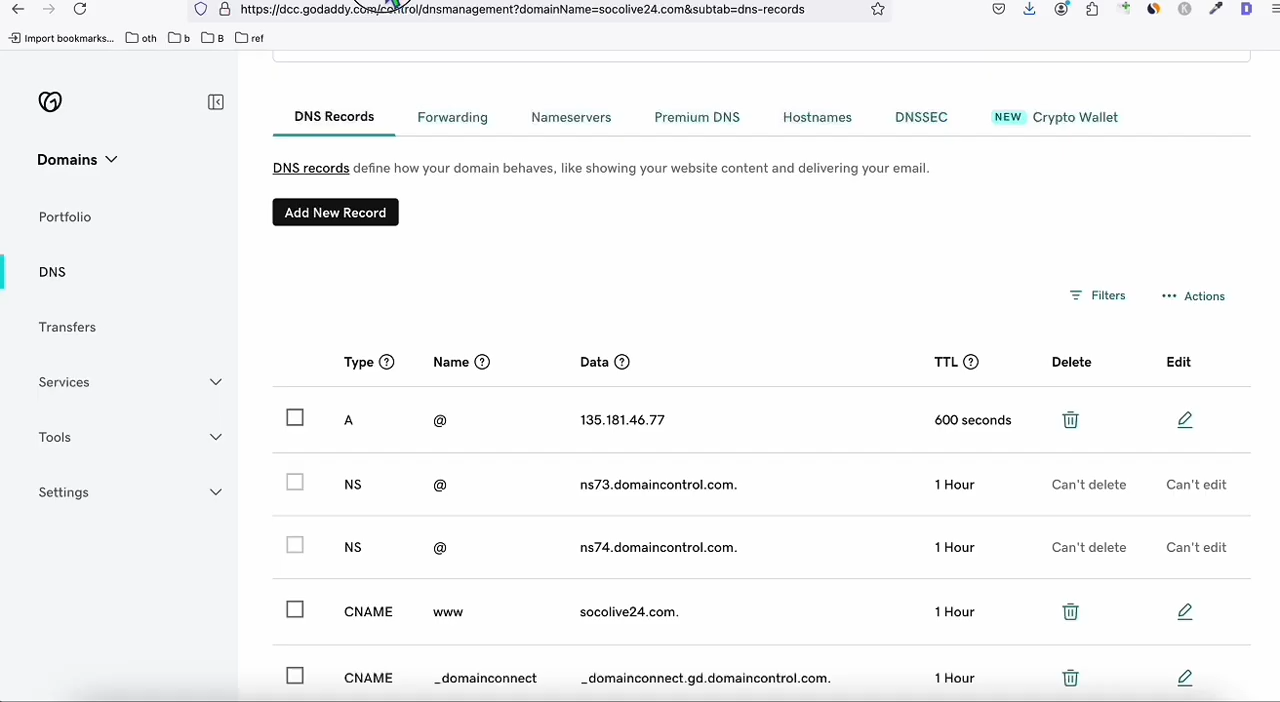 https://dcc.godaddy.com/control/dnsmanagement?domainName=socolive24.com&subtab=dns-records
Import bookmarks... oth b B ref
DNS Records Forwarding Nameservers Premium DNS Hostnames DNSSEC NEW Crypto Wallet
Domains
DNS records define how your domain behaves, like showing your website content and delivering your email.
Add New Record
Portfolio
DNS
Transfers
Services
Tools
Settings
Filters ... Actions
Type ? Name ? Data ? TTL ? Delete Edit
A @ 135.181.46.77 600 seconds
NS @ ns73.domaincontrol.com. 1 Hour Can't delete Can't edit
NS @ ns74.domaincontrol.com. 1 Hour Can't delete Can't edit
CNAME www socolive24.com. 1 Hour
CNAME _domainconnect _domainconnect.gd.domaincontrol.com. 1 Hour